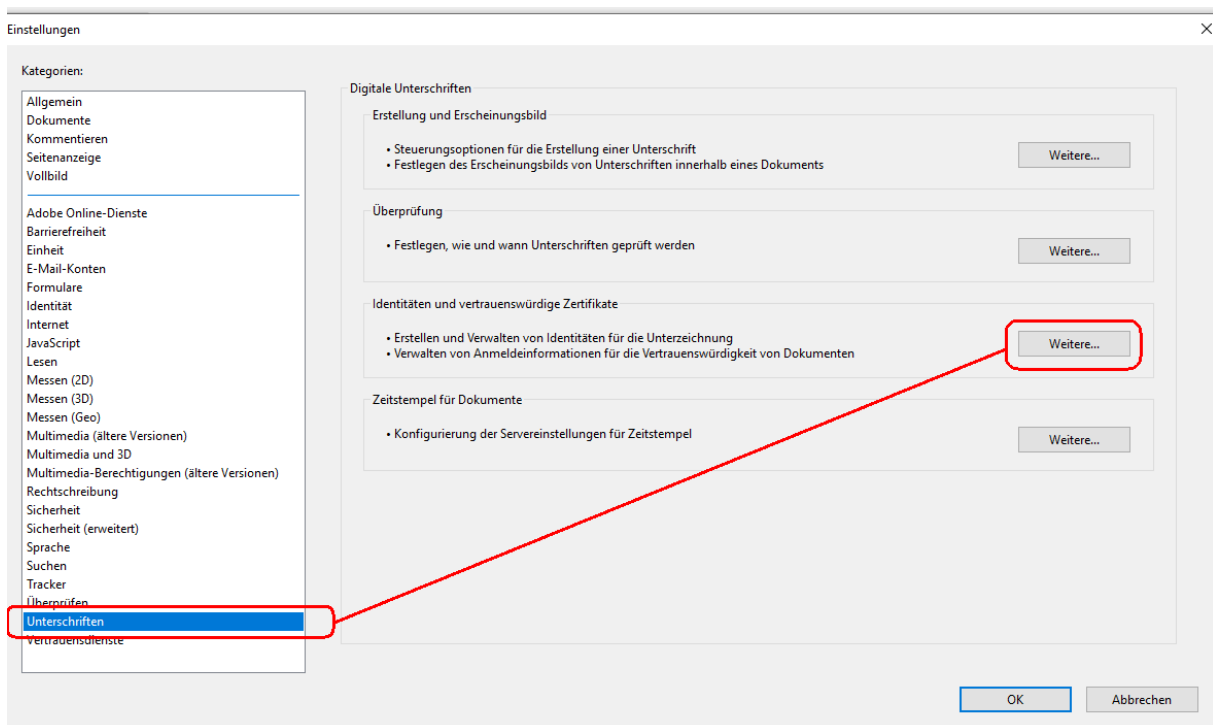 Einstellungen
Kategorien:
Allgemein
Dokumente
Kommentieren
Seitenanzeige
Vollbild
Adobe Online-Dienste
Barrierefreiheit
Einheit
E-Mail-Konten
Formulare
Identität
Internet
JavaScript
Lesen
Messen (2D)
Messen (3D)
Messen (Geo)
Multimedia (ältere Versionen)
Multimedia und 3D
Multimedia-Berechtigungen (ältere Versionen)
Rechtschreibung
Sicherheit
Sicherheit (erweitert)
Sprache
Suchen
Tracker
Überprüfen
Unterschriften
Vertrauensdienste
Digitale Unterschriften
Erstellung und Erscheinungsbild
• Steuerungsoptionen für die Erstellung einer Unterschrift
• Festlegen des Erscheinungsbilds von Unterschriften innerhalb eines Dokuments
Weitere...
Überprüfung
• Festlegen, wie und wann Unterschriften geprüft werden
Weitere...
Identitäten und vertrauenswürdige Zertifikate
• Erstellen und Verwalten von Identitäten für die Unterzeichnung
• Verwalten von Anmeldeinformationen für die Vertrauenswürdigkeit von Dokumenten
Weitere...
Zeitstempel für Dokumente
• Konfigurierung der Servereinstellungen für Zeitstempel
Weitere...
OK
Abbrechen